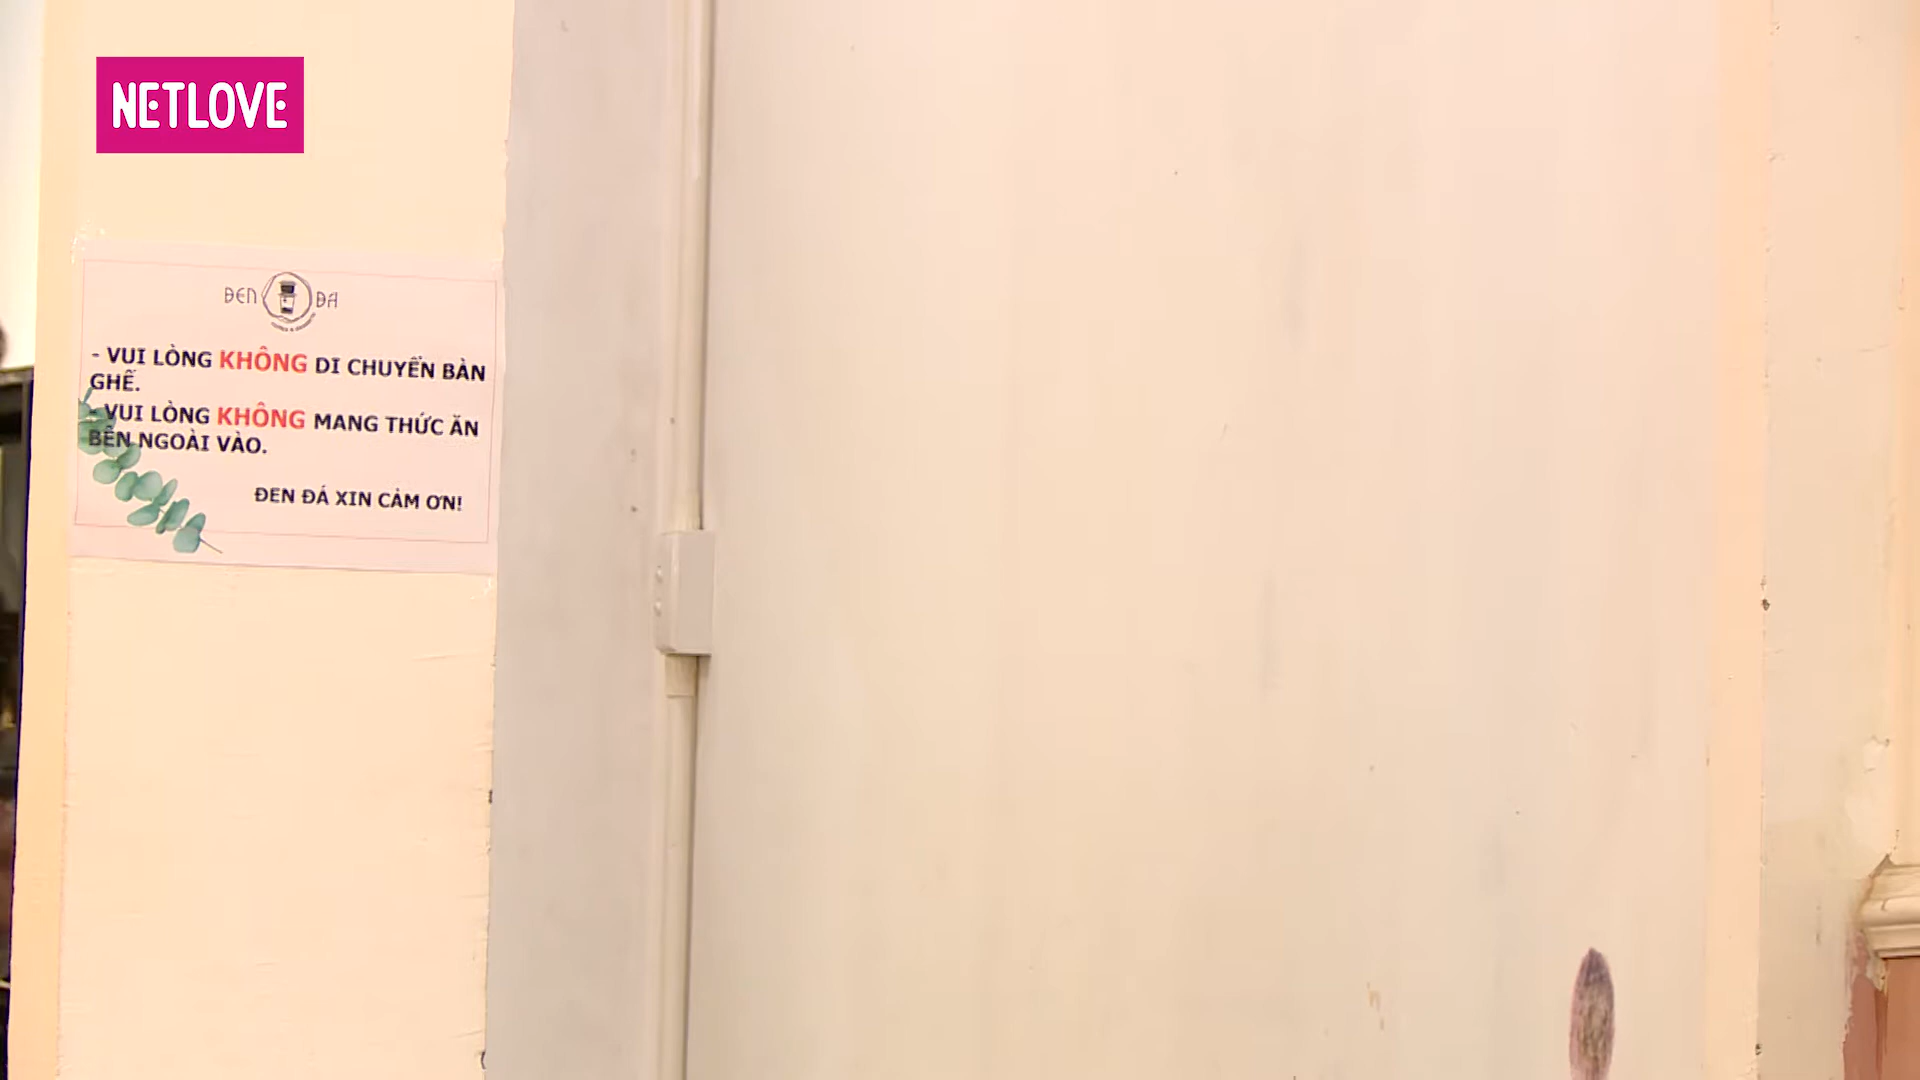 NETLOVE
ĐEN ĐÁ
- VUI LÒNG KHÔNG DI CHUYỂN BÀN
GHẾ.
- VUI LÒNG KHÔNG MANG THỨC ĂN
BÊN NGOÀI VÀO.
ĐEN ĐÁ XIN CẢM ƠN!